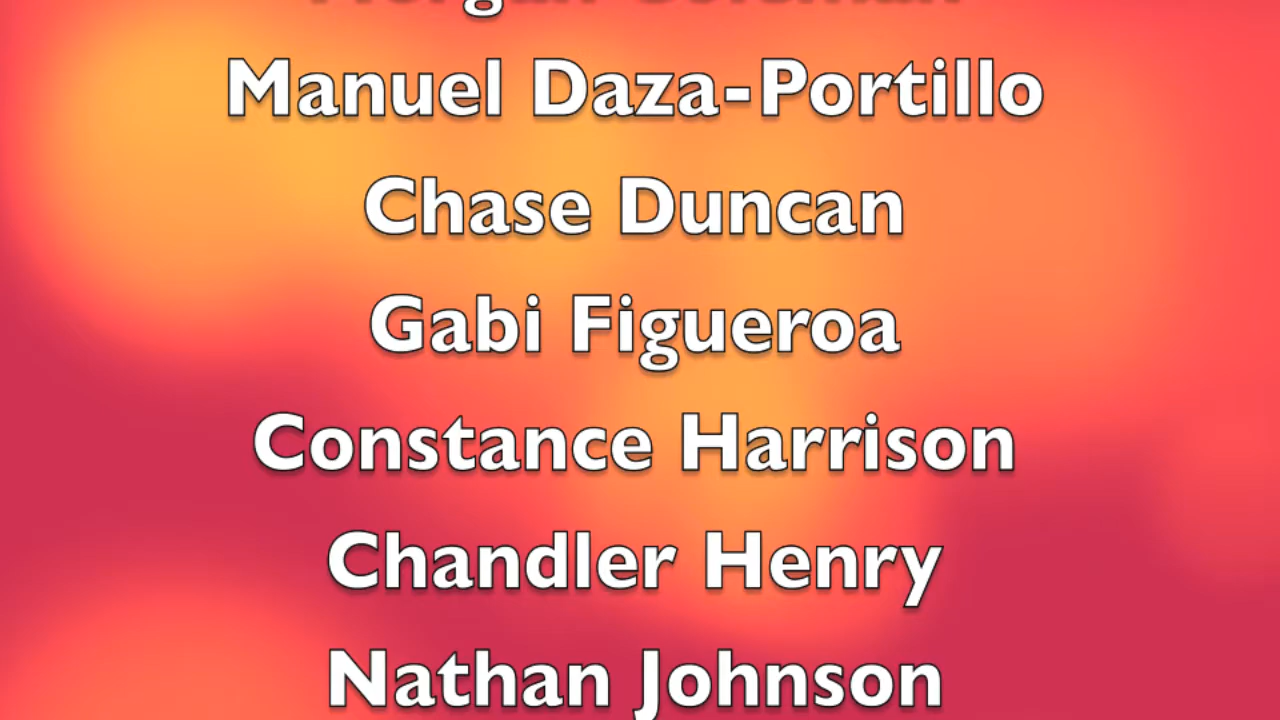 Manuel Daza-Portillo
Chase Duncan
Gabi Figueroa
Constance Harrison
Chandler Henry
Nathan Johnson